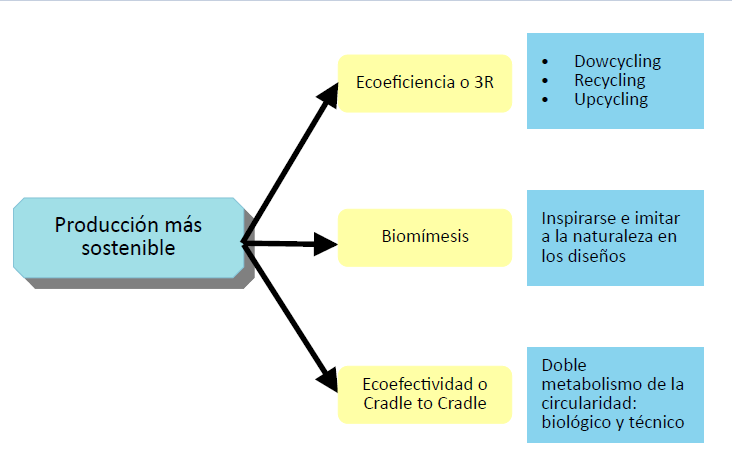 Producción más
sostenible
Ecoeficiencia o 3R
• Dowcycling
• Recycling
• Upcycling
Biomímesis
Inspirarse e imitar
a la naturaleza en
los diseños
Ecoefectividad o
Cradle to Cradle
Doble
metabolismo de la
circularidad:
biológico y técnico